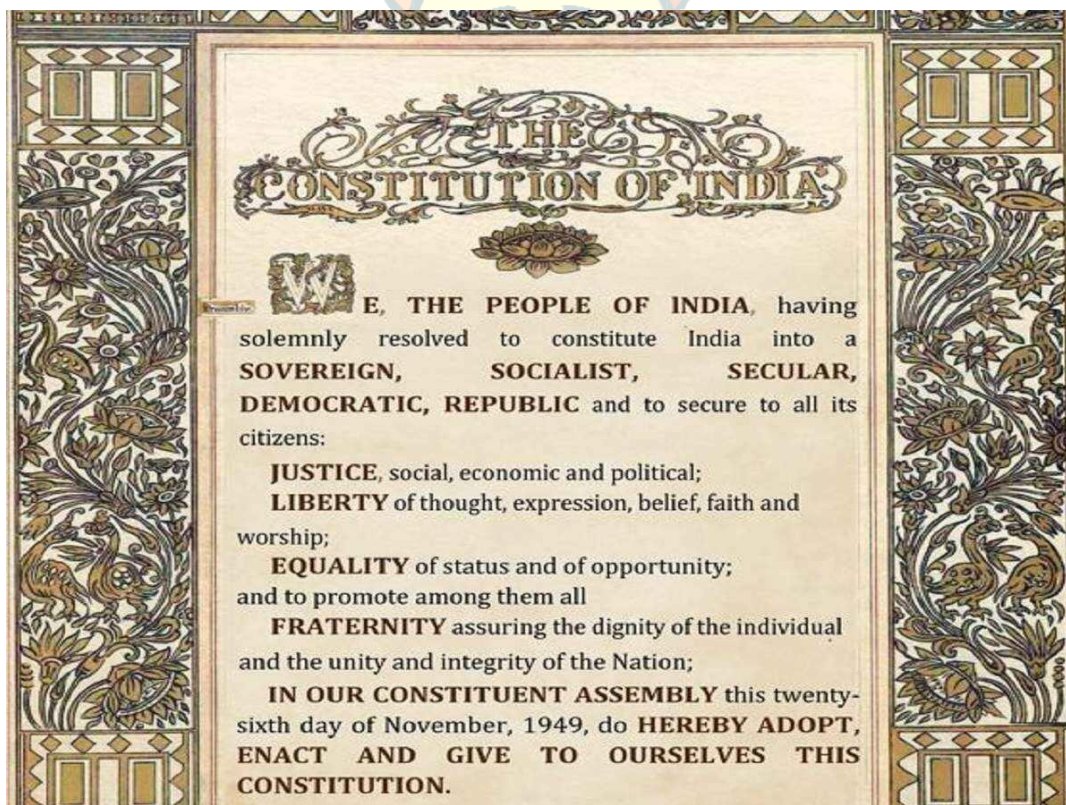 THE
CONSTITUTION OF INDIA
Preamble
WE, THE PEOPLE OF INDIA, having
solemnly resolved to constitute India into a
SOVEREIGN, SOCIALIST, SECULAR,
DEMOCRATIC, REPUBLIC and to secure to all its
citizens:
JUSTICE, social, economic and political;
LIBERTY of thought, expression, belief, faith and
worship;
EQUALITY of status and of opportunity;
and to promote among them all
FRATERNITY assuring the dignity of the individual
and the unity and integrity of the Nation;
IN OUR CONSTITUENT ASSEMBLY this twenty-
sixth day of November, 1949, do HEREBY ADOPT,
ENACT AND GIVE TO OURSELVES THIS
CONSTITUTION.